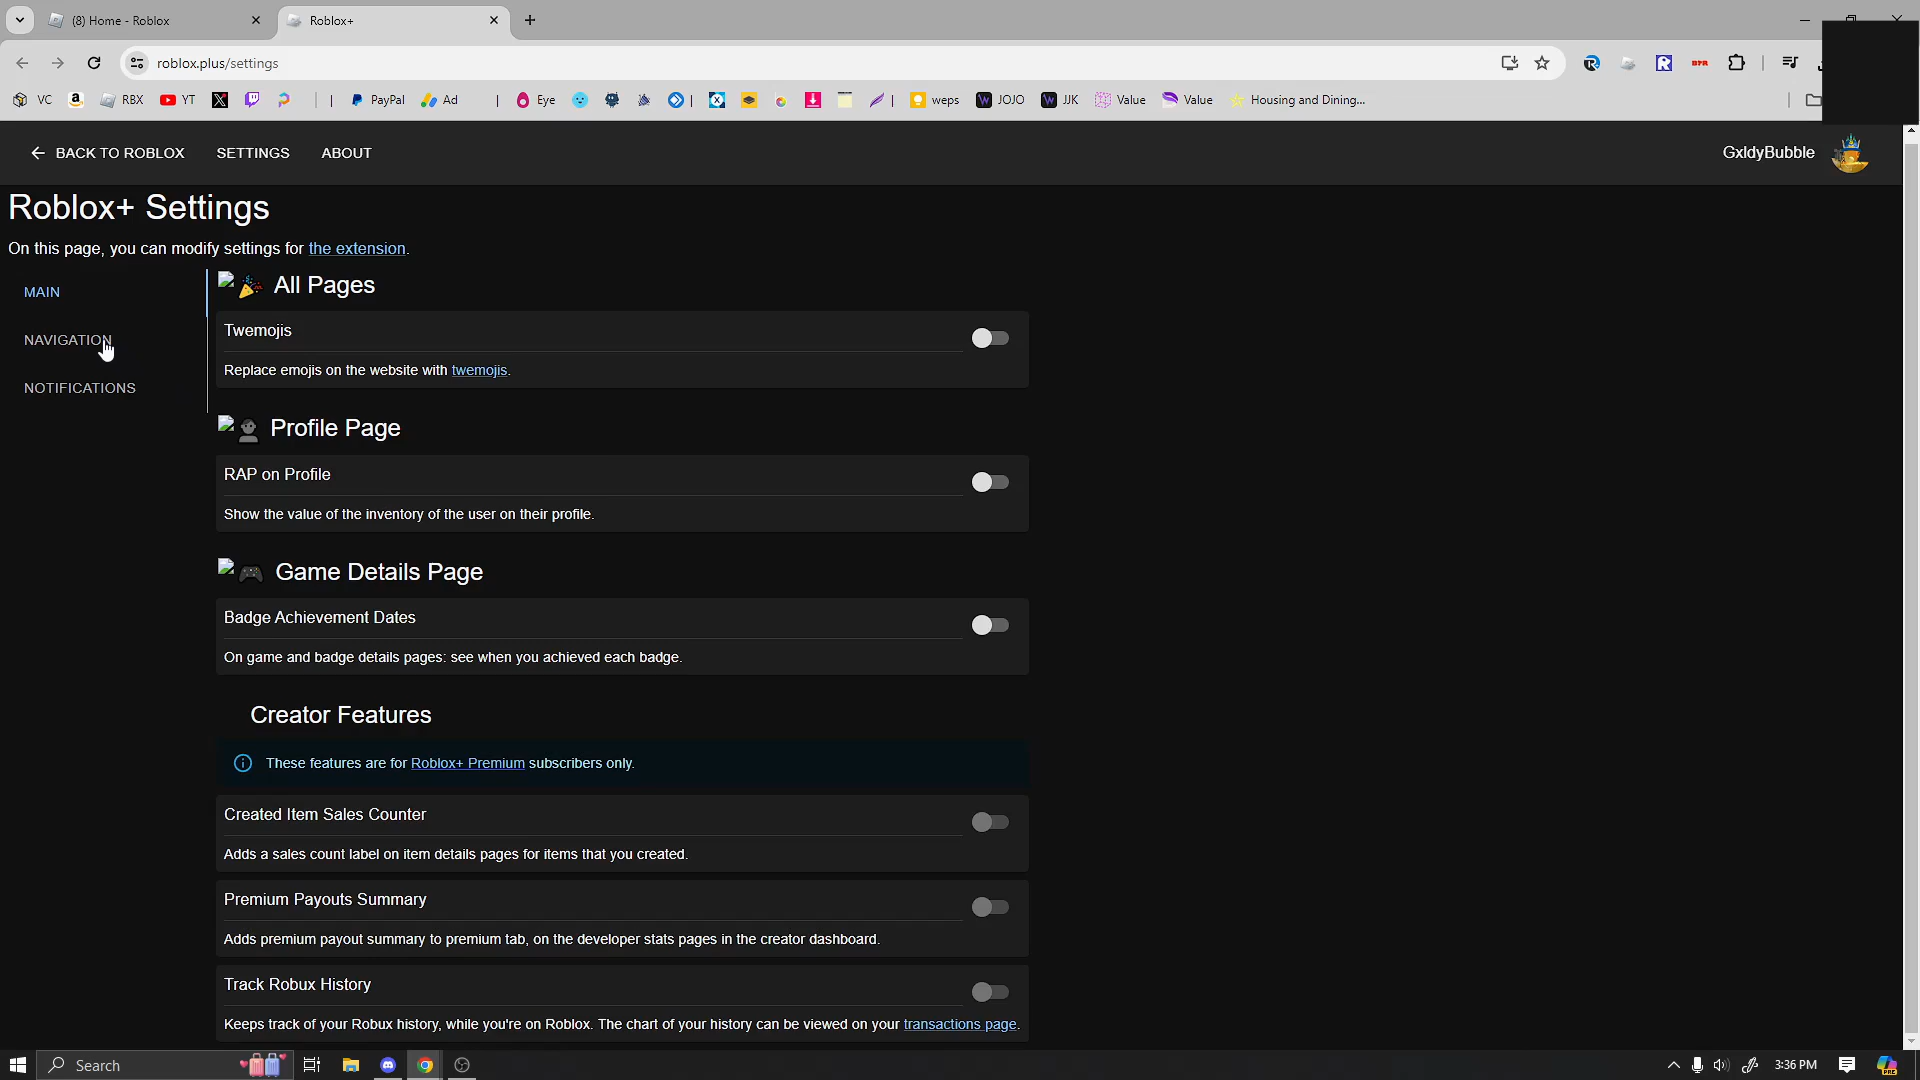 (8) Home - Roblox
Roblox+
roblox.plus/settings
VC
RBX
YT
PayPal
Ad
Eye
weps
JOJO
JJK
Value
Value
Housing and Dining...
BACK TO ROBLOX
SETTINGS
ABOUT
GxldyBubble
Roblox+ Settings
On this page, you can modify settings for the extension.
MAIN
NAVIGATION
NOTIFICATIONS
All Pages
Twemojis
Replace emojis on the website with twemojis.
Profile Page
RAP on Profile
Show the value of the inventory of the user on their profile.
Game Details Page
Badge Achievement Dates
On game and badge details pages: see when you achieved each badge.
Creator Features
These features are for Roblox+ Premium subscribers only.
Created Item Sales Counter
Adds a sales count label on item details pages for items that you created.
Premium Payouts Summary
Adds premium payout summary to premium tab, on the developer stats pages in the creator dashboard.
Track Robux History
Keeps track of your Robux history, while you're on Roblox. The chart of your history can be viewed on your transactions page.
Search
3:36 PM